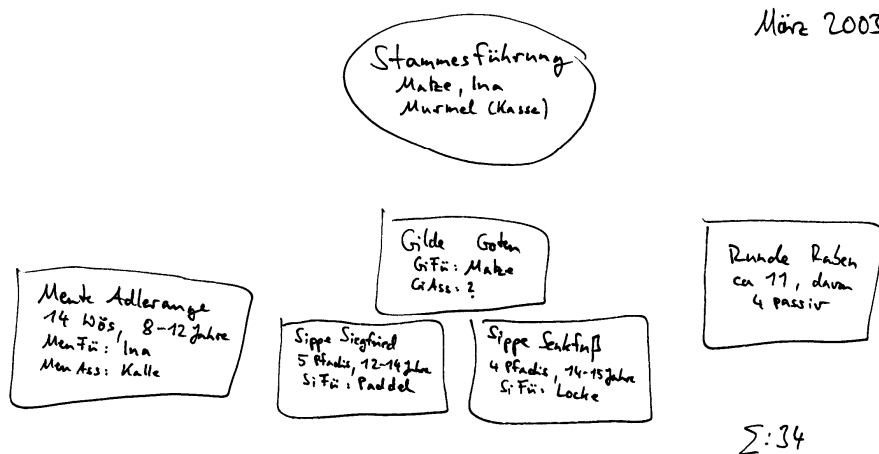 März 2003
Stammesführung
Matze, Ina
Murmel (Kasse)
Gilde Goten
GiFü: Matze
GiAss: ?
Runde Raben
ca 11, davon
4 passiv
Meute Adlerauge
14 Wös, 8-12 Jahre
MeuFü: Ina
MeuAss: Kalle
Sippe Siegfried
5 Pfadis, 12-14 Jahre
SiFü: Paddel
Sippe Senkfuß
4 Pfadis, 14-15 Jahre
SiFü: Locke
∑: 34